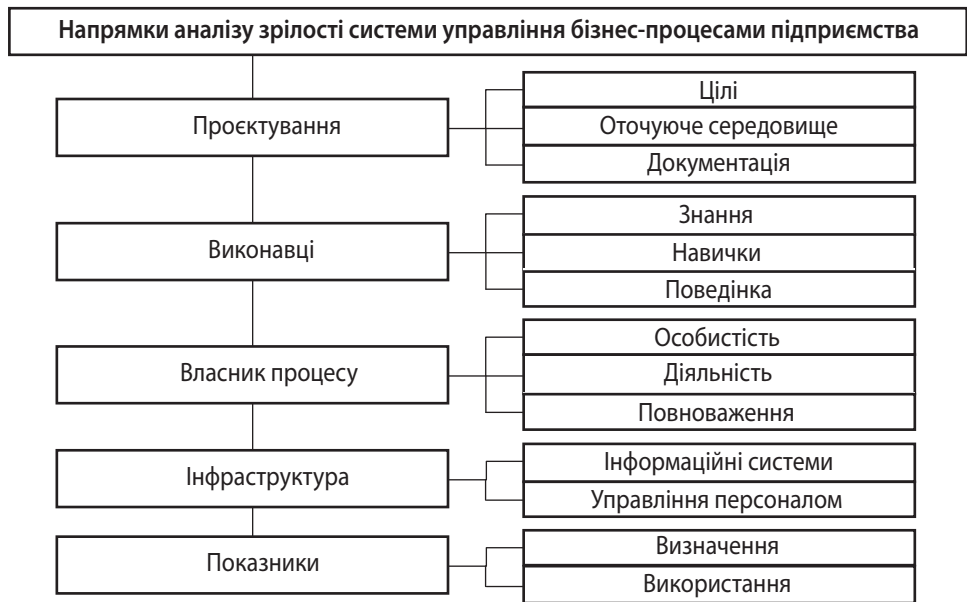 Напрямки аналізу зрілості системи управління бізнес-процесами підприємства
Проєктування
Цілі
Оточуюче середовище
Документація
Виконавці
Знання
Навички
Поведінка
Власник процесу
Особистість
Діяльність
Повноваження
Інфраструктура
Інформаційні системи
Управління персоналом
Показники
Визначення
Використання